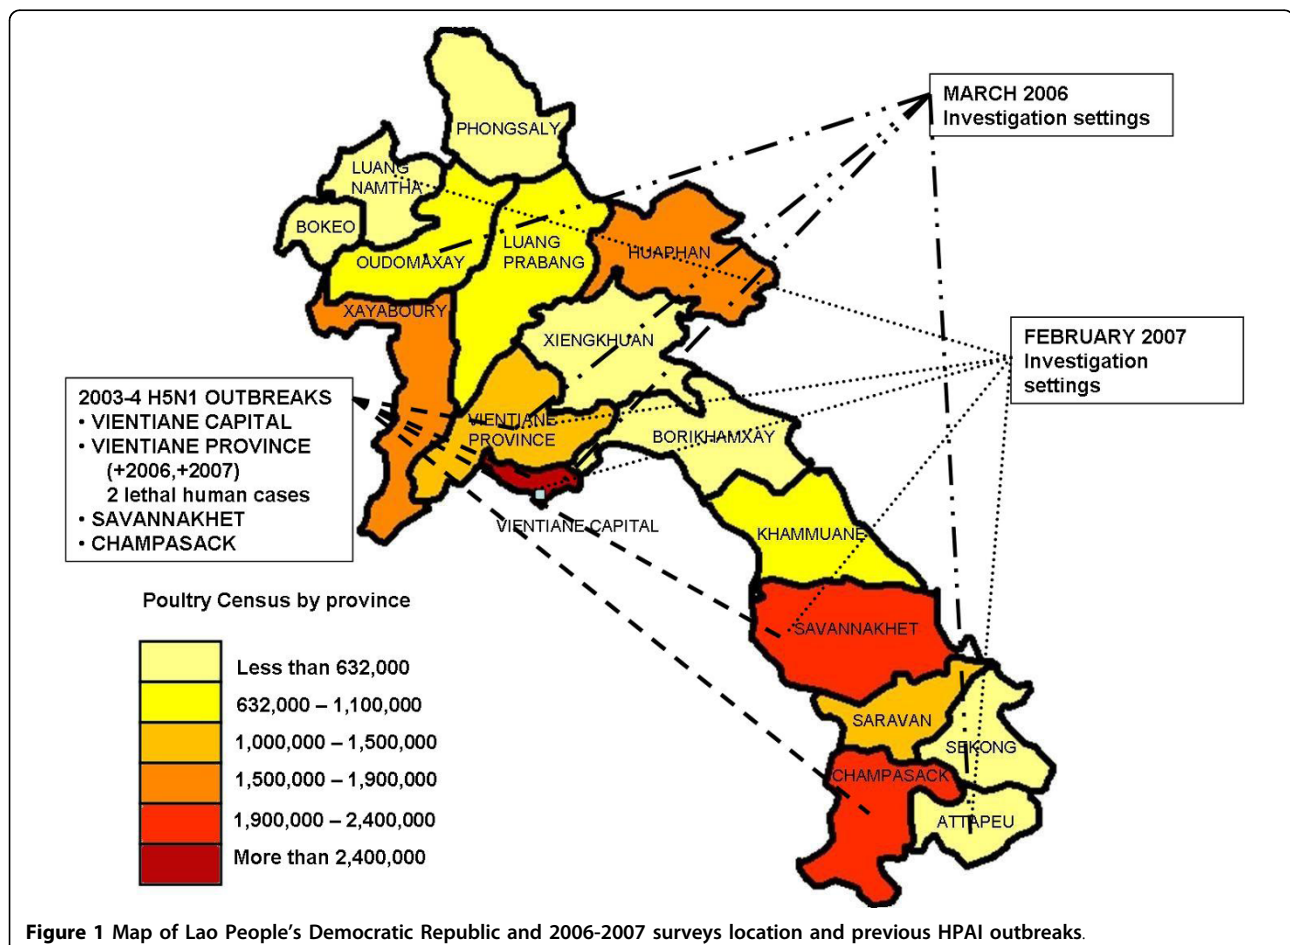 MARCH 2006
Investigation settings
PHONGSALY
LUANG
NAMTHA
BOKEO
OUDOMAXAY
LUANG
PRABANG
HUAPHAN
XAYABOURY
XIENGKHUAN
FEBRUARY 2007
Investigation
settings
2003-4 H5N1 OUTBREAKS
• VIENTIANE CAPITAL
• VIENTIANE PROVINCE
(+2006,+2007)
2 lethal human cases
• SAVANNAKHET
• CHAMPASACK
VIENTIANE
PROVINCE
BORIKHAMXAY
VIENTIANE CAPITAL
KHAMMUANE
SAVANNAKHET
SARAVAN
SEKONG
CHAMPASACK
ATTAPEU
Poultry Census by province
Less than 632,000
632,000 – 1,100,000
1,000,000 – 1,500,000
1,500,000 – 1,900,000
1,900,000 – 2,400,000
More than 2,400,000
Figure 1 Map of Lao People's Democratic Republic and 2006-2007 surveys location and previous HPAI outbreaks.